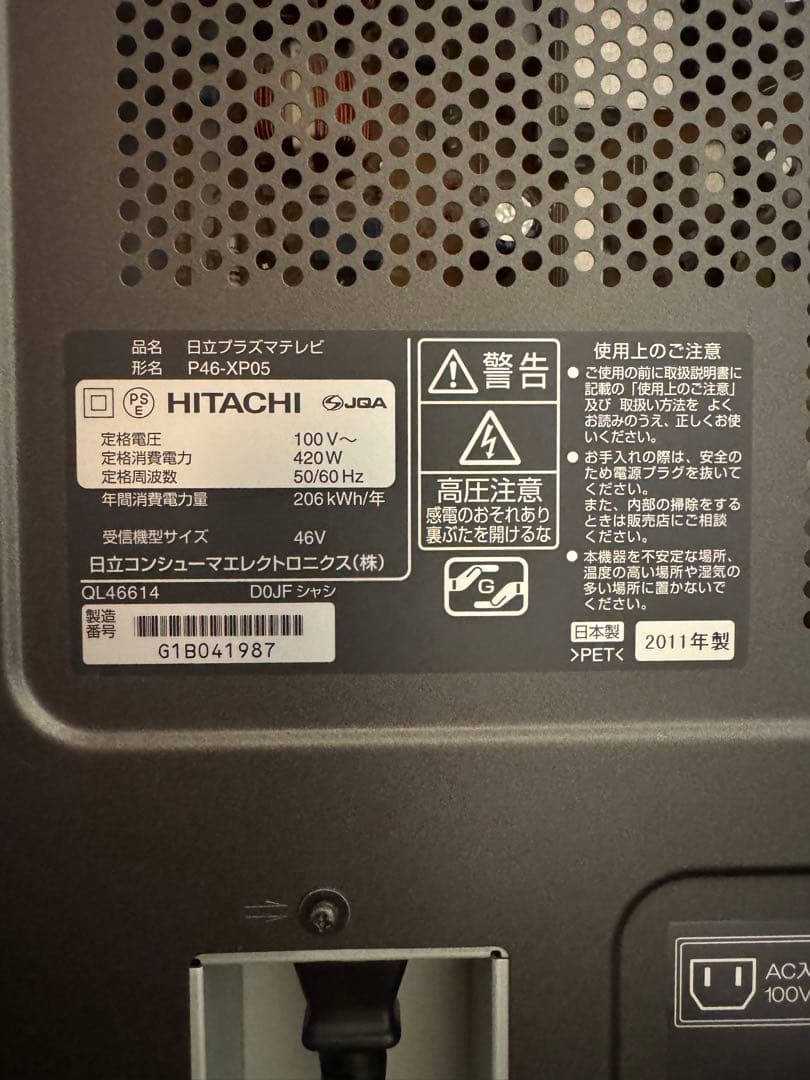 品名 日立プラズマテレビ
形名 P46-XP05
PS
E
HITACHI
JQA
定格電圧 100V～
定格消費電力 420W
定格周波数 50/60Hz
年間消費電力量 206kWh/年
受信機型サイズ 46V
日立コンシューマエレクトロニクス(株)
QL46614 D0JFシャシ
製造
番号
G1B041987
警告
高圧注意
感電のおそれあり
裏ぶたを開けるな
G
使用上のご注意
●ご使用の前に取扱説明書に
記載の「使用上のご注意」
及び 取扱い方法を よく
お読みのうえ、正しくお使
いください。
●お手入れの際は、安全の
ため電源プラグを抜いて
ください。
また、内部の掃除をする
ときは販売店にご相談
ください。
●本機器を不安定な場所、
温度の高い場所や湿気の
多い場所に置かないで
ください。
日本製
>PET<
2011年製
AC入
100V